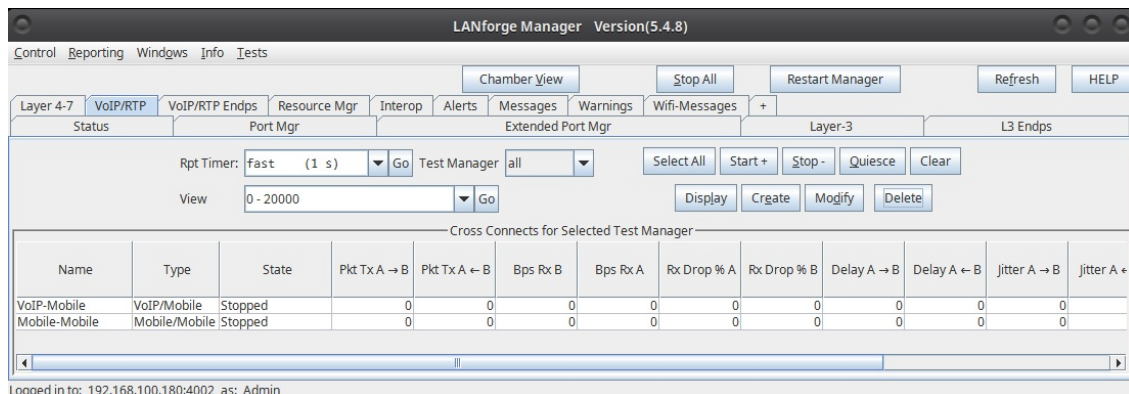 LANforge Manager Version(5.4.8)
Control Reporting Windows Info Tests
Chamber View Stop All Restart Manager Refresh HELP
Layer 4-7 VoIP/RTP VoIP/RTP Endps Resource Mgr Interop Alerts Messages Warnings Wifi-Messages +
Status Port Mgr Extended Port Mgr Layer-3 L3 Endps
Rpt Timer: fast (1 s) Go Test Manager all Select All Start + Stop - Quiesce Clear
View 0 - 20000 Go Display Create Modify Delete
Cross Connects for Selected Test Manager
Name Type State Pkt Tx A → B Pkt Tx A ← B Bps Rx B Bps Rx A Rx Drop % A Rx Drop % B Delay A → B Delay A ← B Jitter A → B Jitter A ←
VoIP-Mobile VoIP/Mobile Stopped 0 0 0 0 0 0 0 0 0
Mobile-Mobile Mobile/Mobile Stopped 0 0 0 0 0 0 0 0 0
Logged in to: 192.168.100.180:4002 as: Admin